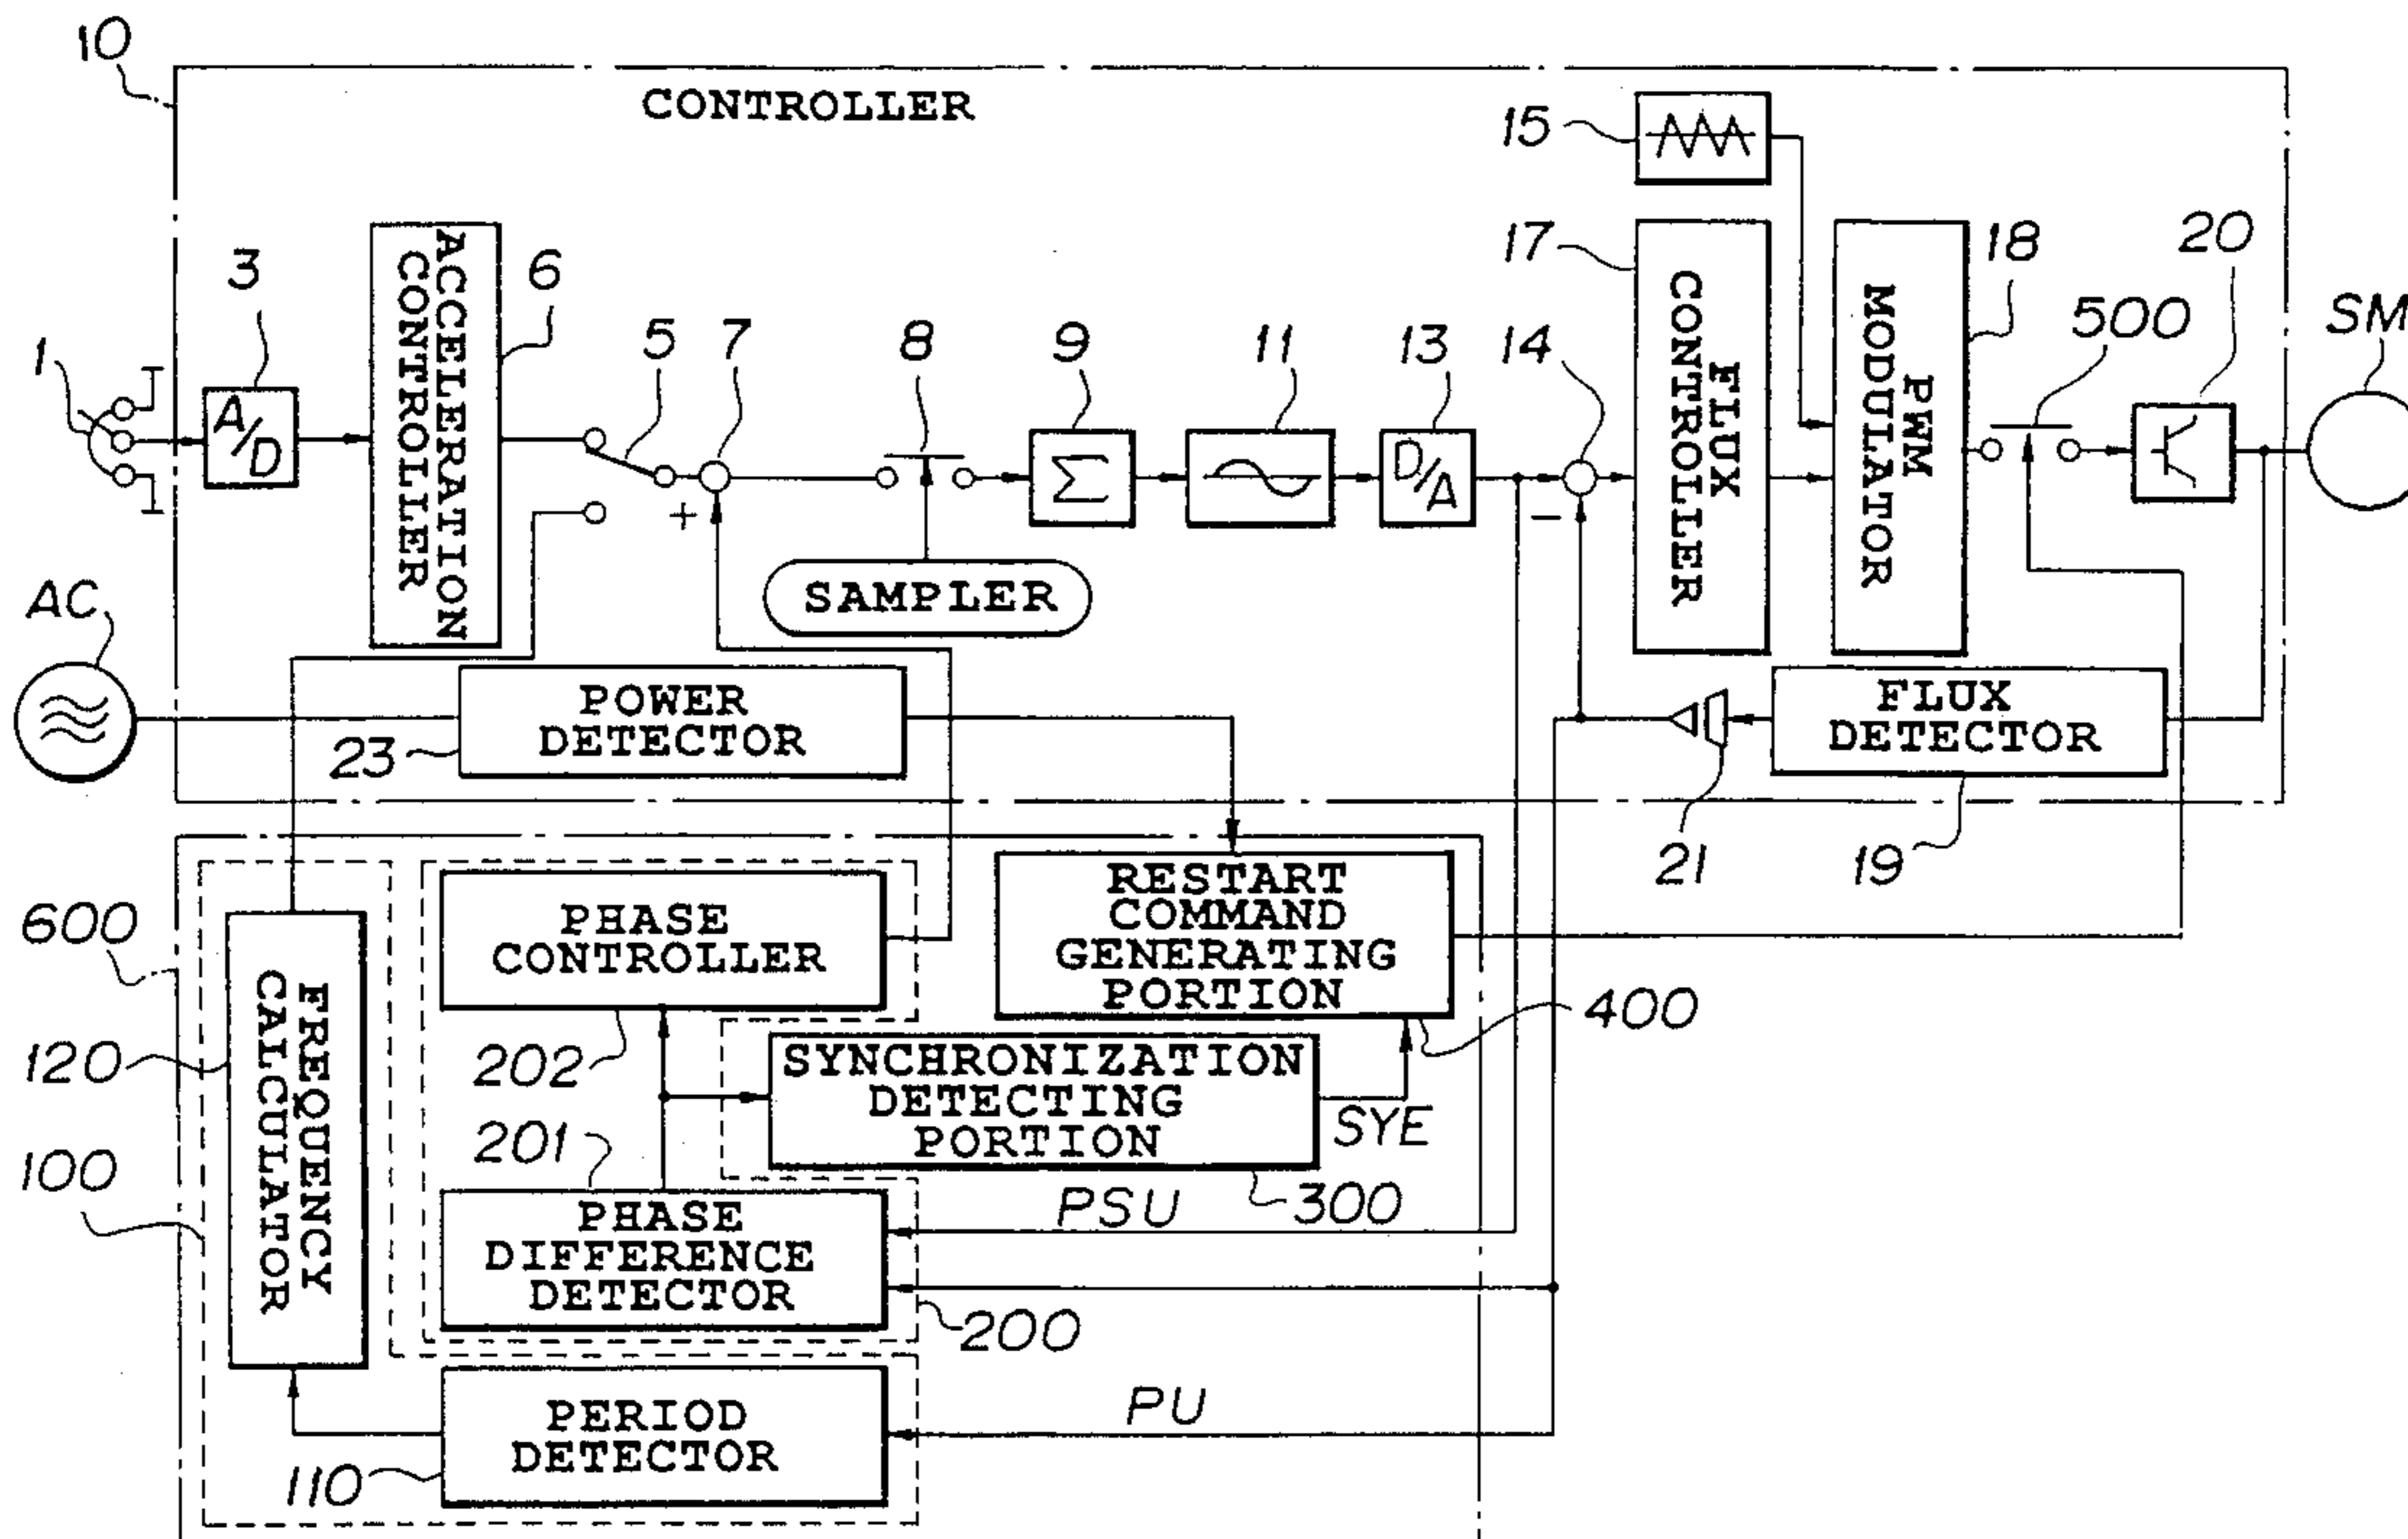 10
CONTROLLER
15
ACCELERATION
CONTROLLER
3
6
17
FLUX
CONTROLLER
18
PWM
MODULATOR
20
500
SM
1
A/D
5
7
8
9
11
13
14
Σ
D/A
+
−
SAMPLER
AC
POWER
DETECTOR
23
FLUX
DETECTOR
21
19
600
PHASE
CONTROLLER
RESTART
COMMAND
GENERATING
PORTION
400
120
FREQUENCY
CALCULATOR
202
SYNCHRONIZATION
DETECTING
PORTION
SYE
201
100
PSU
300
PHASE
DIFFERENCE
DETECTOR
200
PU
PERIOD
DETECTOR
110